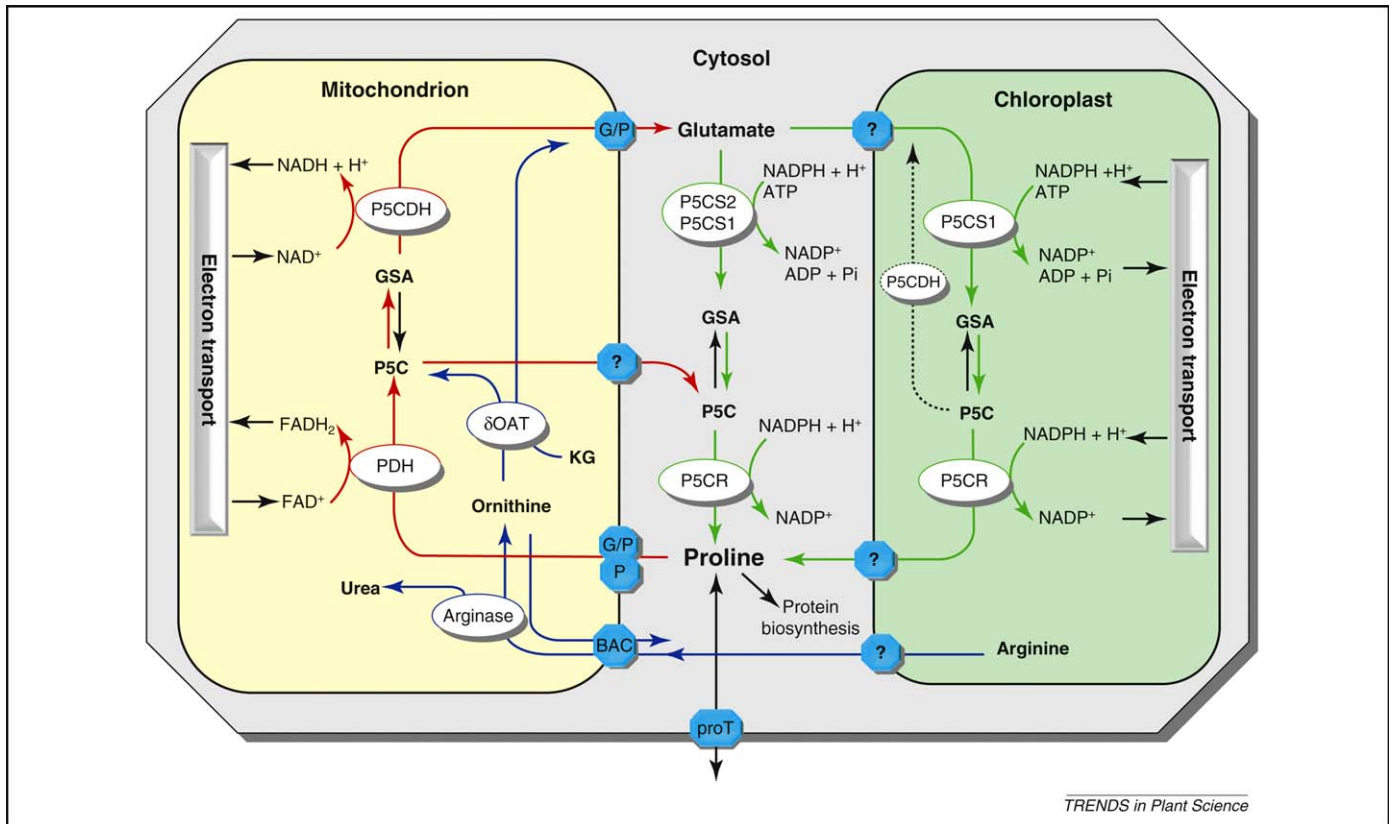 Cytosol
Mitochondrion
Chloroplast
G/P
Glutamate
?
NADH + H⁺
P5CDH
NAD⁺
Electron transport
GSA
P5C
FADH₂
PDH
FAD⁺
δOAT
KG
Ornithine
Urea
Arginase
G/P
P
BAC
?
P5CS2
P5CS1
NADPH + H⁺
ATP
NADP⁺
ADP + Pi
GSA
P5C
NADPH + H⁺
P5CR
NADP⁺
Proline
Protein
biosynthesis
proT
NADPH +H⁺
ATP
P5CS1
NADP⁺
ADP + Pi
P5CDH
GSA
P5C
NADPH + H⁺
P5CR
NADP⁺
Electron transport
?
?
Arginine
TRENDS in Plant Science